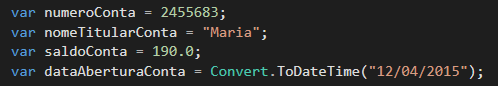 var numeroConta = 2455683;
var nomeTitularConta = "Maria";
var saldoConta = 190.0;
var dataAberturaConta = Convert.ToDateTime("12/04/2015");